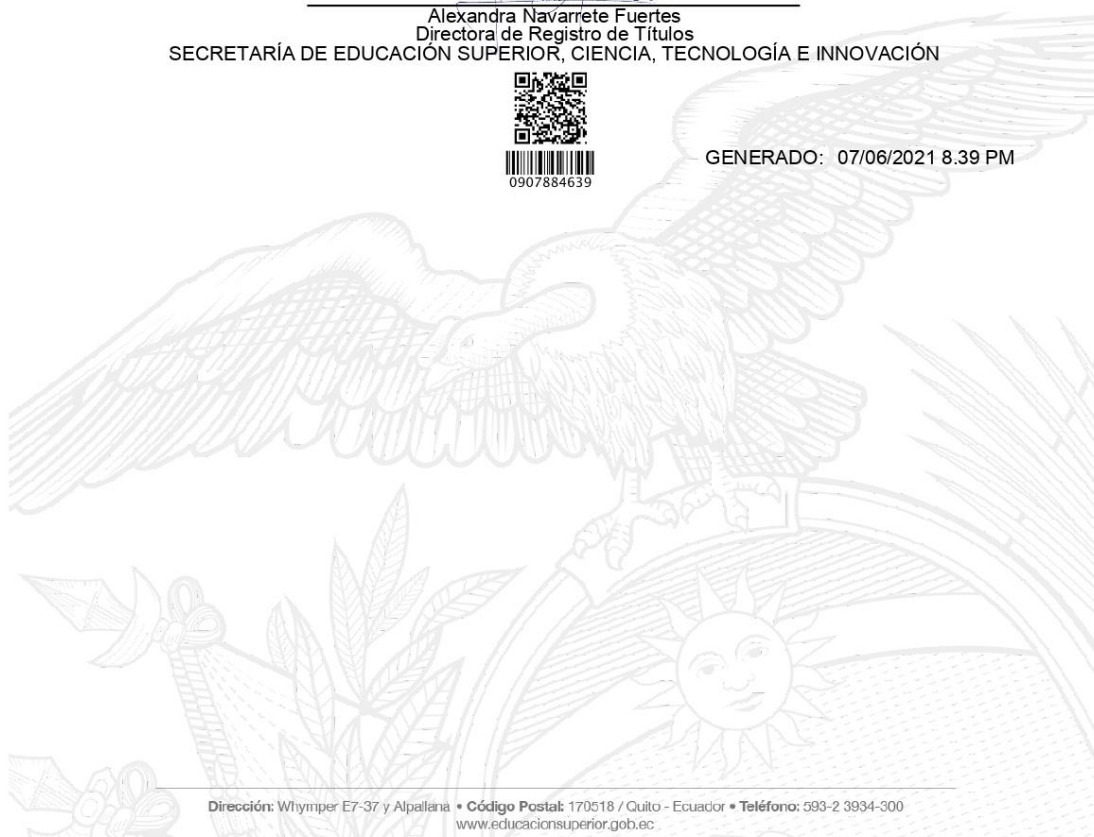 Alexandra Navarrete Fuertes
Directora de Registro de Títulos
SECRETARÍA DE EDUCACIÓN SUPERIOR, CIENCIA, TECNOLOGÍA E INNOVACIÓN
0907884639
GENERADO: 07/06/2021 8.39 PM
Dirección: Whymper E7-37 y Alpallana • Código Postal: 170518 / Quito - Ecuador • Teléfono: 593-2 3934-300
www.educacionsuperior.gob.ec